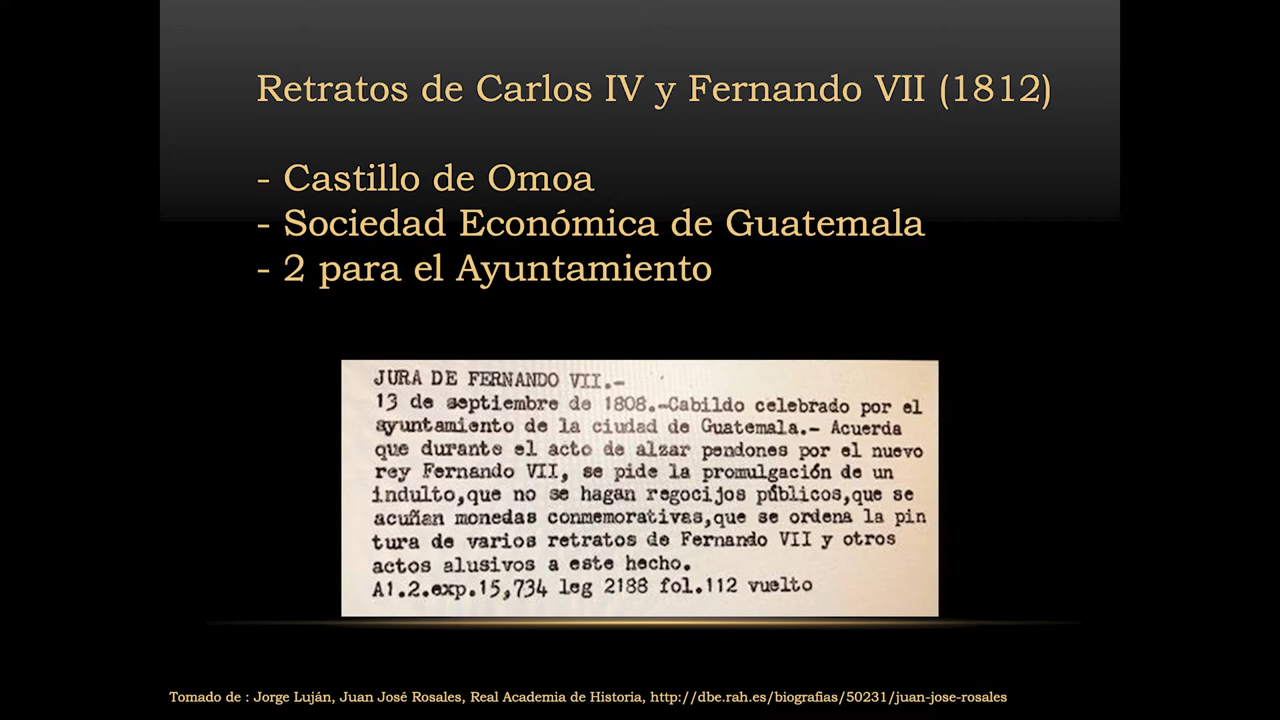 Retratos de Carlos IV y Fernando VII (1812)
- Castillo de Omoa
- Sociedad Económica de Guatemala
- 2 para el Ayuntamiento
JURA DE FERNANDO VII.-
13 de septiembre de 1808.-Cabildo celebrado por el
ayuntamiento de la ciudad de Guatemala.- Acuerda
que durante el acto de alzar pendones por el nuevo
rey Fernando VII, se pide la promulgación de un
indulto,que no se hagan regocijos públicos,que se
acuñan monedas conmemorativas,que se ordena la pin
tura de varios retratos de Fernando VII y otros
actos alusivos a este hecho.
A1.2.exp.15,734 leg 2188 fol.112 vuelto
Tomado de : Jorge Luján, Juan José Rosales, Real Academia de Historia, http://dbe.rah.es/biografias/50231/juan-jose-rosales